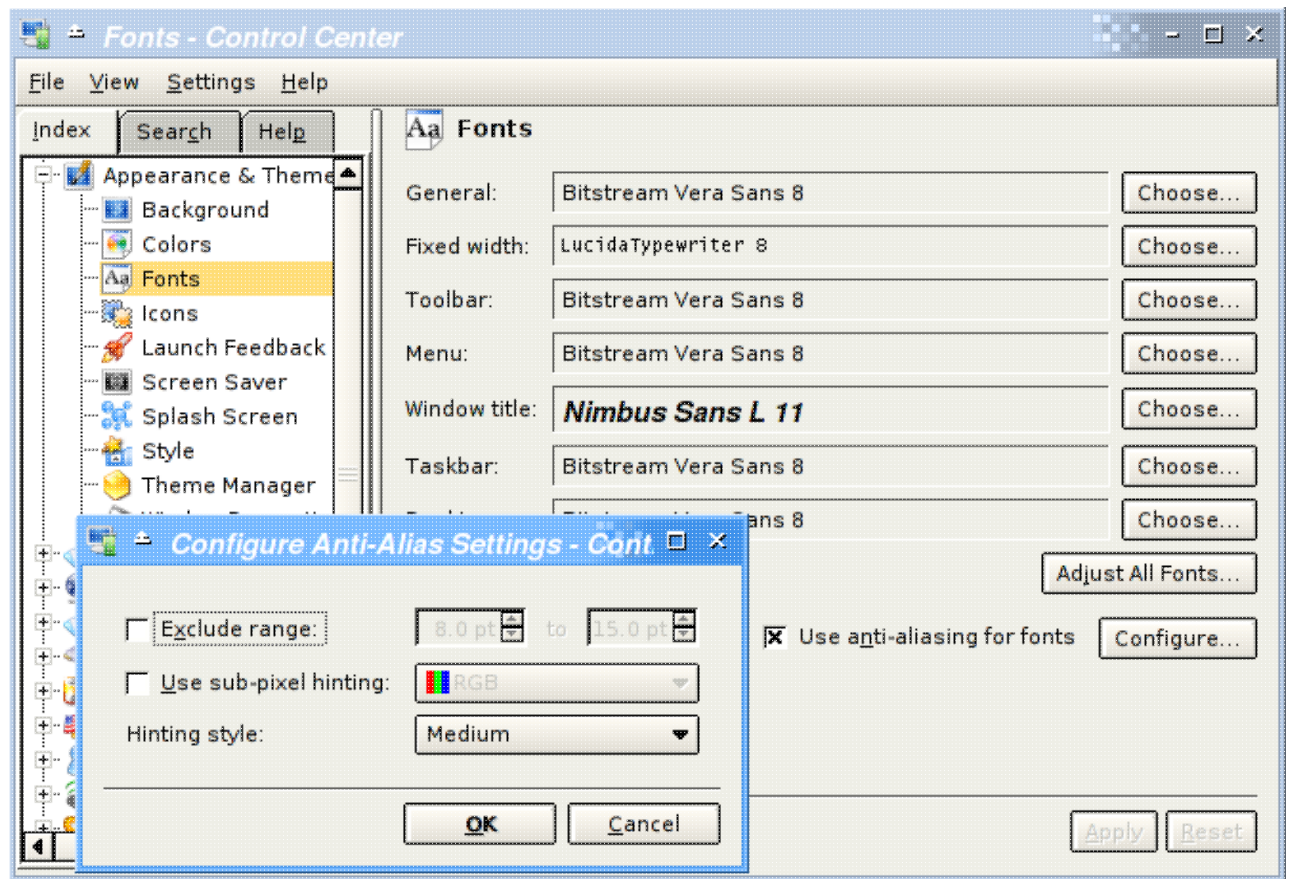 Fonts - Control Center
File View Settings Help
Index Search Help
Appearance & Theme
Background
Colors
Fonts
Icons
Launch Feedback
Screen Saver
Splash Screen
Style
Theme Manager
Aa Fonts
General: Bitstream Vera Sans 8 Choose...
Fixed width: LucidaTypewriter 8 Choose...
Toolbar: Bitstream Vera Sans 8 Choose...
Menu: Bitstream Vera Sans 8 Choose...
Window title: Nimbus Sans L 11 Choose...
Taskbar: Bitstream Vera Sans 8 Choose...
ans 8 Choose...
Adjust All Fonts...
Use anti-aliasing for fonts Configure...
Apply Reset
Configure Anti-Alias Settings - Cont
Exclude range: 8.0 pt to 15.0 pt
Use sub-pixel hinting: RGB
Hinting style: Medium
OK Cancel